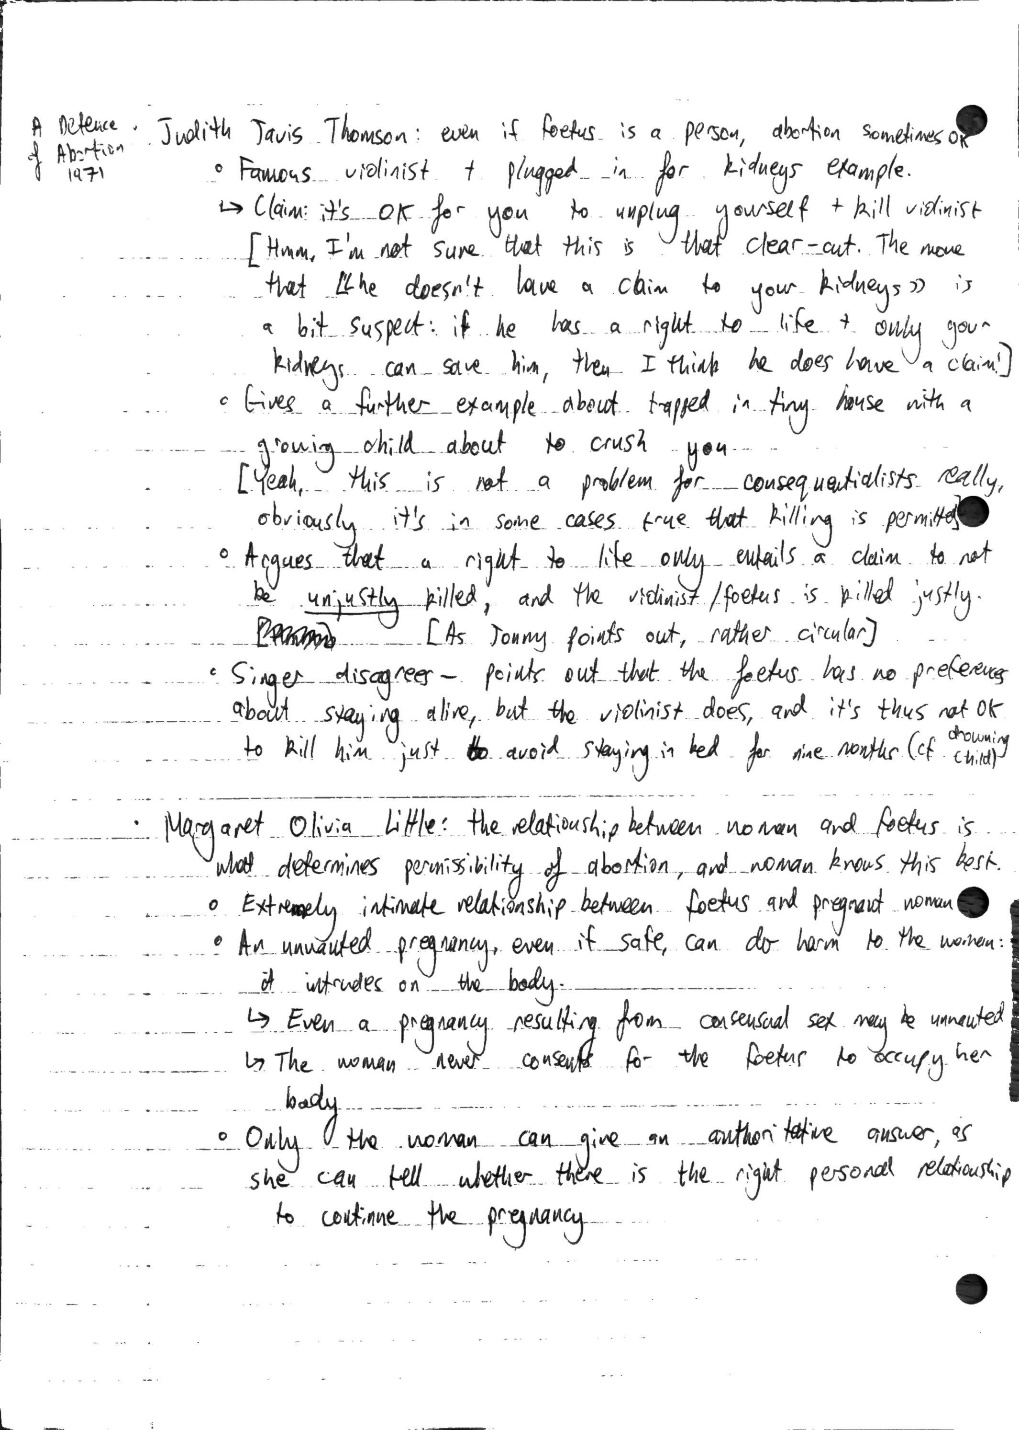 A Defence
of Abortion
1971
· Judith Javis Thomson: even if foetus is a person, abortion sometimes OK
◦ Famous violinist + plugged in for kidneys example.
↳ Claim: it's OK for you to unplug yourself + kill violinist
[Hmm, I'm not sure that this is that clear-cut. The move
that «he doesn't have a claim to your kidneys» is
a bit suspect: if he has a right to life + only your
kidneys can save him, then I think he does have a claim!]
◦ Gives a further example about trapped in tiny house with a
growing child about to crush you
[Yeah, this is not a problem for consequentialists really,
obviously it's in some cases true that killing is permitted]
◦ Argues that a right to life only entails a claim to not
be unjustly killed, and the violinist/foetus is killed justly.
[As Jonny points out, rather circular]
◦ Singer disagrees – points out that the foetus has no preferences
about staying alive, but the violinist does, and it's thus not OK
to kill him just to avoid staying in bed for nine months (cf drowning child)
· Margaret Olivia Little: the relationship between woman and foetus is
what determines permissibility of abortion, and woman knows this best.
◦ Extremely intimate relationship between foetus and pregnant woman
◦ An unwanted pregnancy, even if safe, can do harm to the woman:
it intrudes on the body.
↳ Even a pregnancy resulting from consensual sex may be unwanted
↳ The woman never consents for the foetus to occupy her
body
◦ Only the woman can give an authoritative answer, as
she can tell whether there is the right personal relationship
to continue the pregnancy